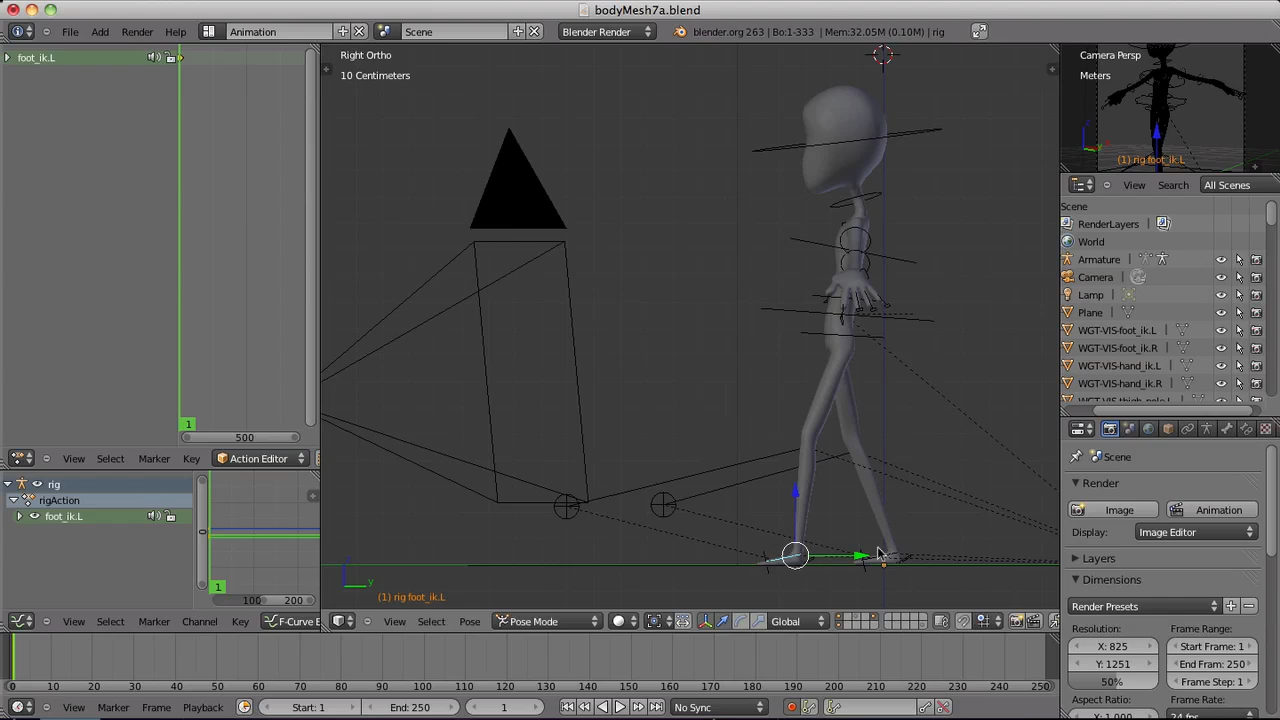 bodyMesh7a.blend
File Add Render Help Animation Scene Blender Render blender.org 263 | Bo:1-333 | Mem:32.05M (0.10M) | rig
foot_ik.L
Right Ortho
10 Centimeters
Camera Persp
Meters
(1) rig foot_ik.L
View Search All Scenes
Scene
RenderLayers
World
Armature
Camera
Lamp
Plane
WGT-VIS-foot_ik.L
WGT-VIS-foot_ik.R
WGT-VIS-hand_ik.L
WGT-VIS-hand_ik.R
1
500
View Select Marker Key Action Editor
rig
rigAction
foot_ik.L
1
100 200
View Select Marker Channel Key F-Curve E
z
y
(1) rig foot_ik.L
View Select Pose Pose Mode Global
Scene
Render
Image Animation
Display: Image Editor
Layers
Dimensions
Render Presets
Resolution: Frame Range:
X: 825 Start Frame: 1
Y: 1251 End Fram: 250
50% Frame Step: 1
Aspect Ratio: Frame Rate:
X: 1.000 24 fps
0 10 20 30 40 50 60 70 80 90 100 110 120 130 140 150 160 170 180 190 200 210 220 230 240 250
View Marker Frame Playback Start: 1 End: 250 1 No Sync